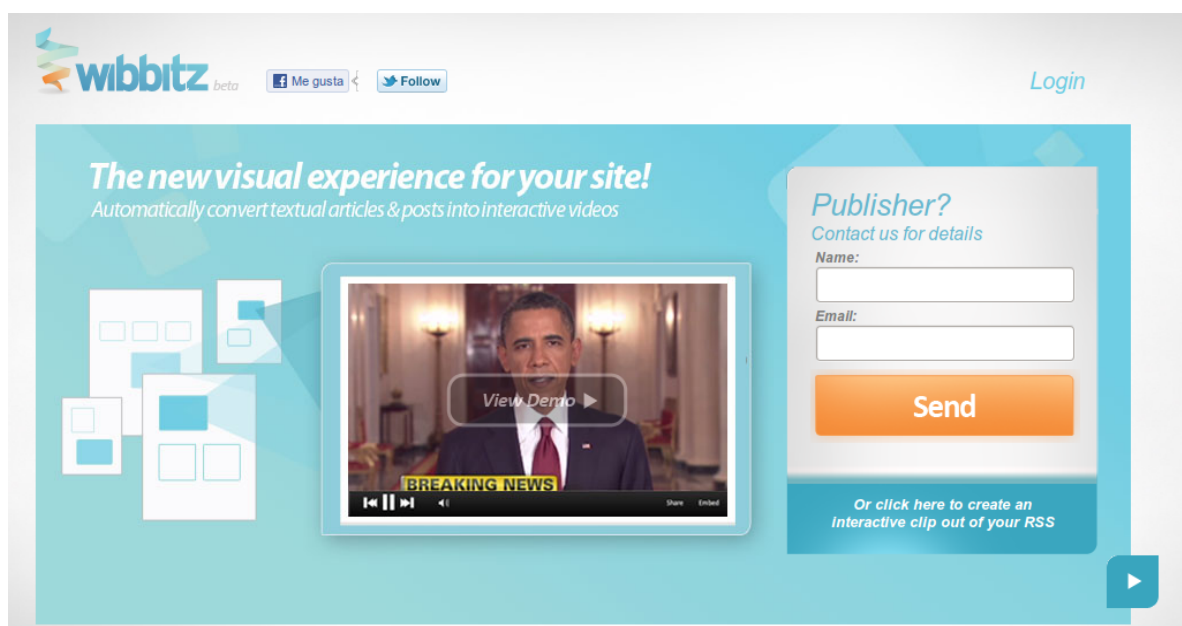 wibbitz beta
Me gusta
Follow
Login
The new visual experience for your site!
Automatically convert textual articles & posts into interactive videos
View Demo
BREAKING NEWS
Share Embed
Publisher?
Contact us for details
Name:
Email:
Send
Or click here to create an
interactive clip out of your RSS